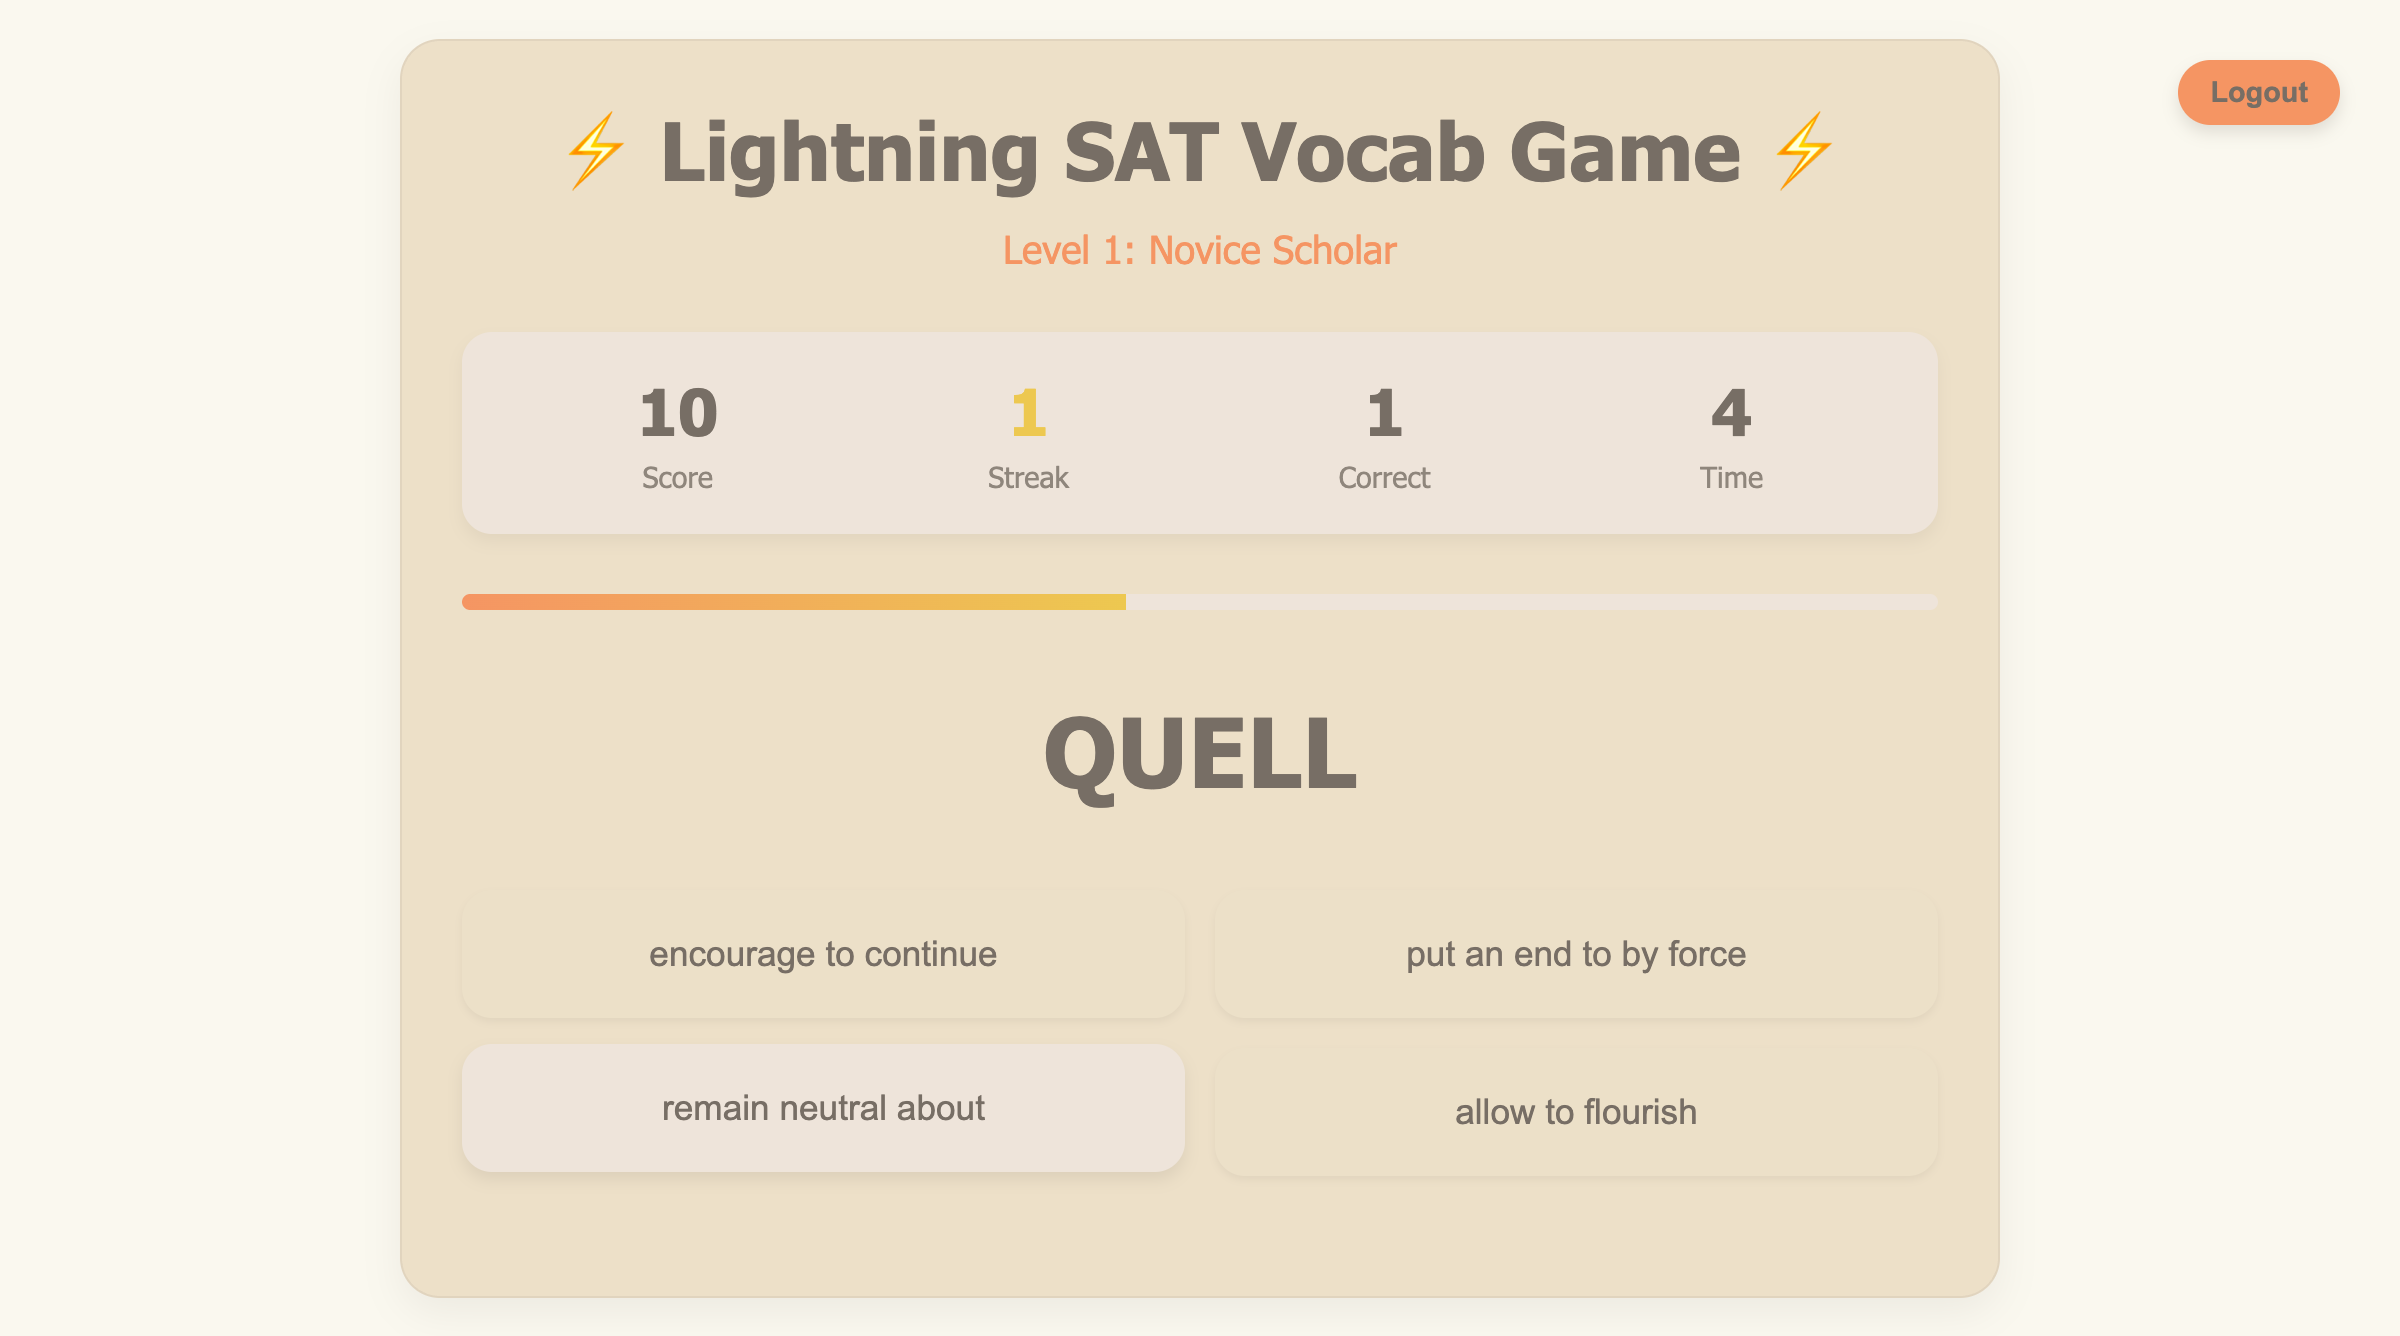 ⚡ Lightning SAT Vocab Game ⚡
Logout
Level 1: Novice Scholar
10 1 1 4
Score Streak Correct Time
QUELL
encourage to continue
put an end to by force
remain neutral about
allow to flourish